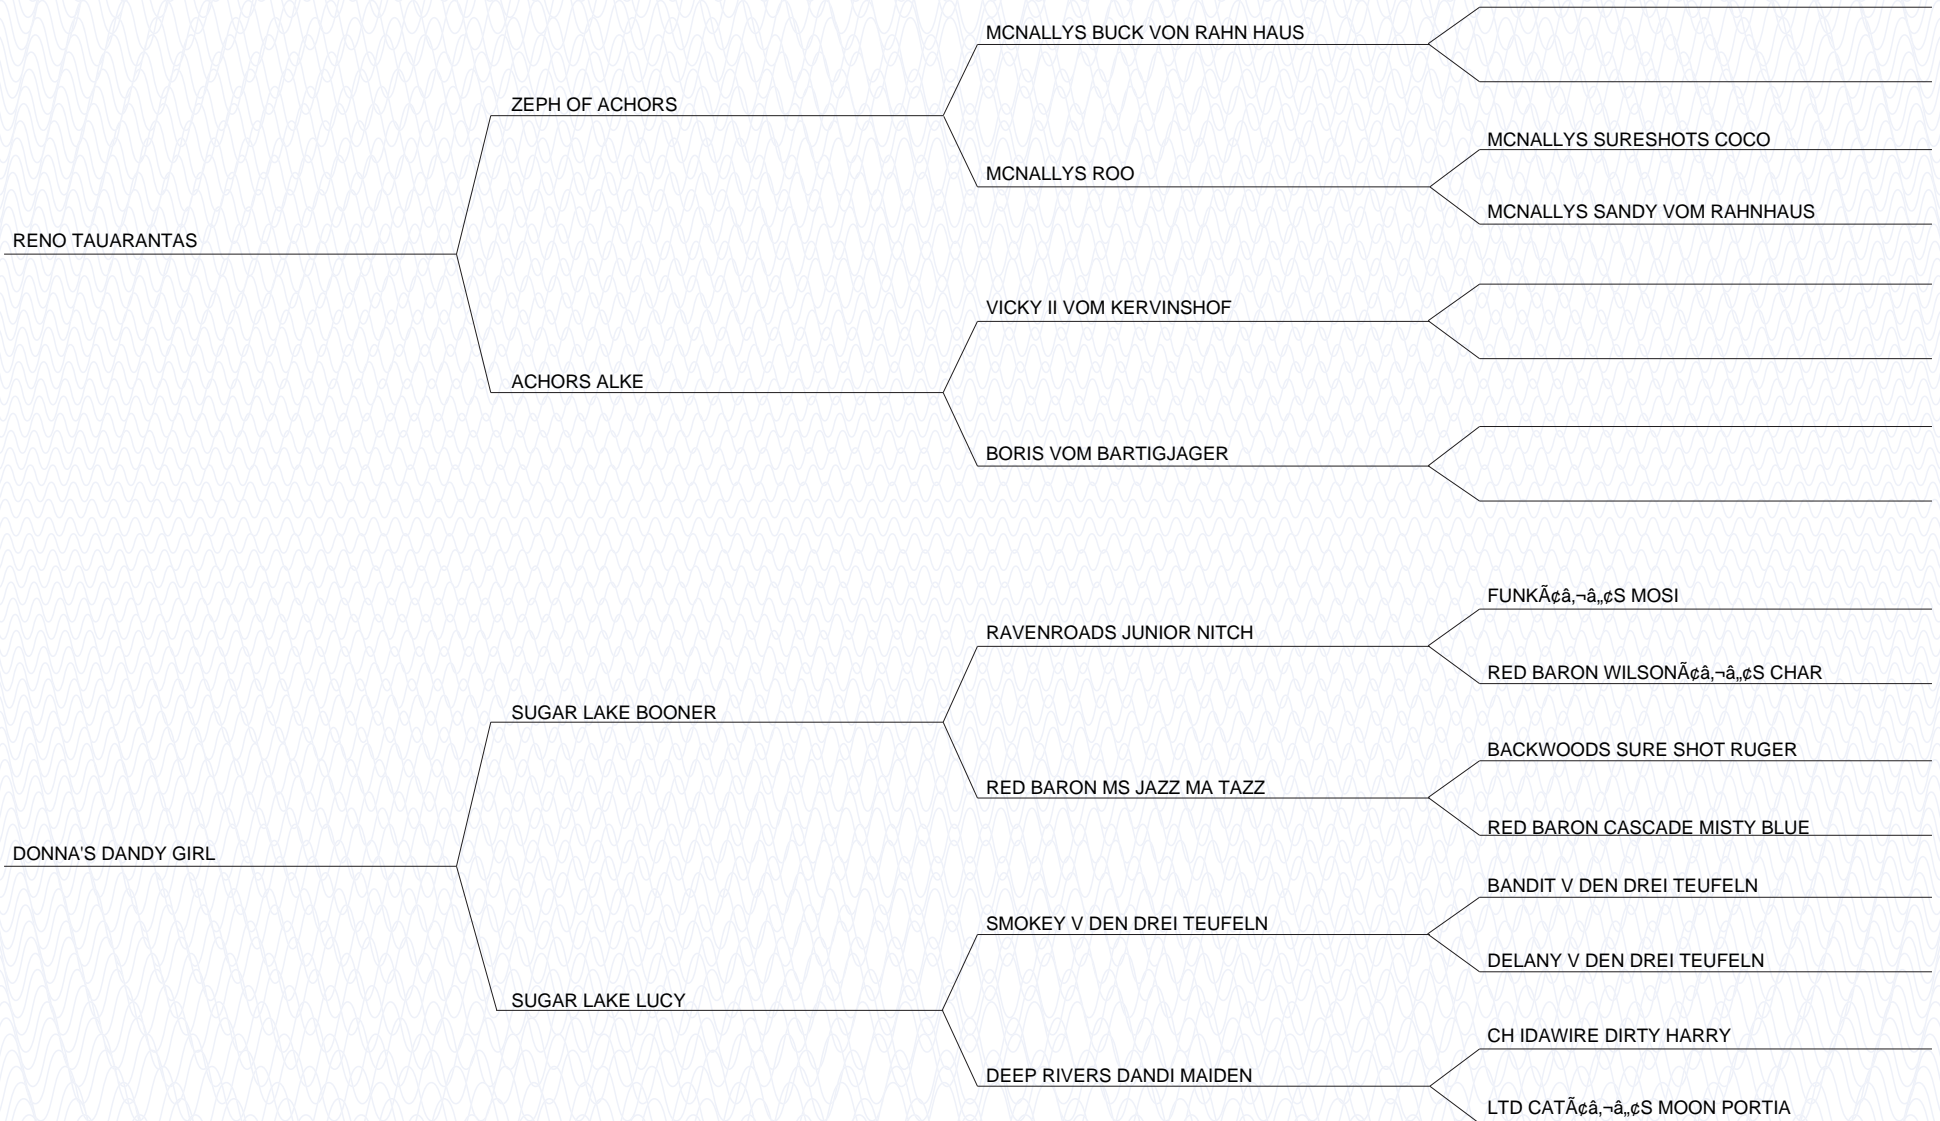 MCNALLYS BUCK VON RAHN HAUS
ZEPH OF ACHORS
MCNALLYS SURESHOTS COCO
MCNALLYS ROO
MCNALLYS SANDY VOM RAHNHAUS
RENO TAUARANTAS
VICKY II VOM KERVINSHOF
ACHORS ALKE
BORIS VOM BARTIGJAGER
FUNKÃ¢â‚¬â„¢S MOSI
RAVENROADS JUNIOR NITCH
RED BARON WILSONÃ¢â‚¬â„¢S CHAR
SUGAR LAKE BOONER
BACKWOODS SURE SHOT RUGER
RED BARON MS JAZZ MA TAZZ
RED BARON CASCADE MISTY BLUE
DONNA'S DANDY GIRL
BANDIT V DEN DREI TEUFELN
SMOKEY V DEN DREI TEUFELN
DELANY V DEN DREI TEUFELN
SUGAR LAKE LUCY
CH IDAWIRE DIRTY HARRY
DEEP RIVERS DANDI MAIDEN
LTD CATÃ¢â‚¬â„¢S MOON PORTIA